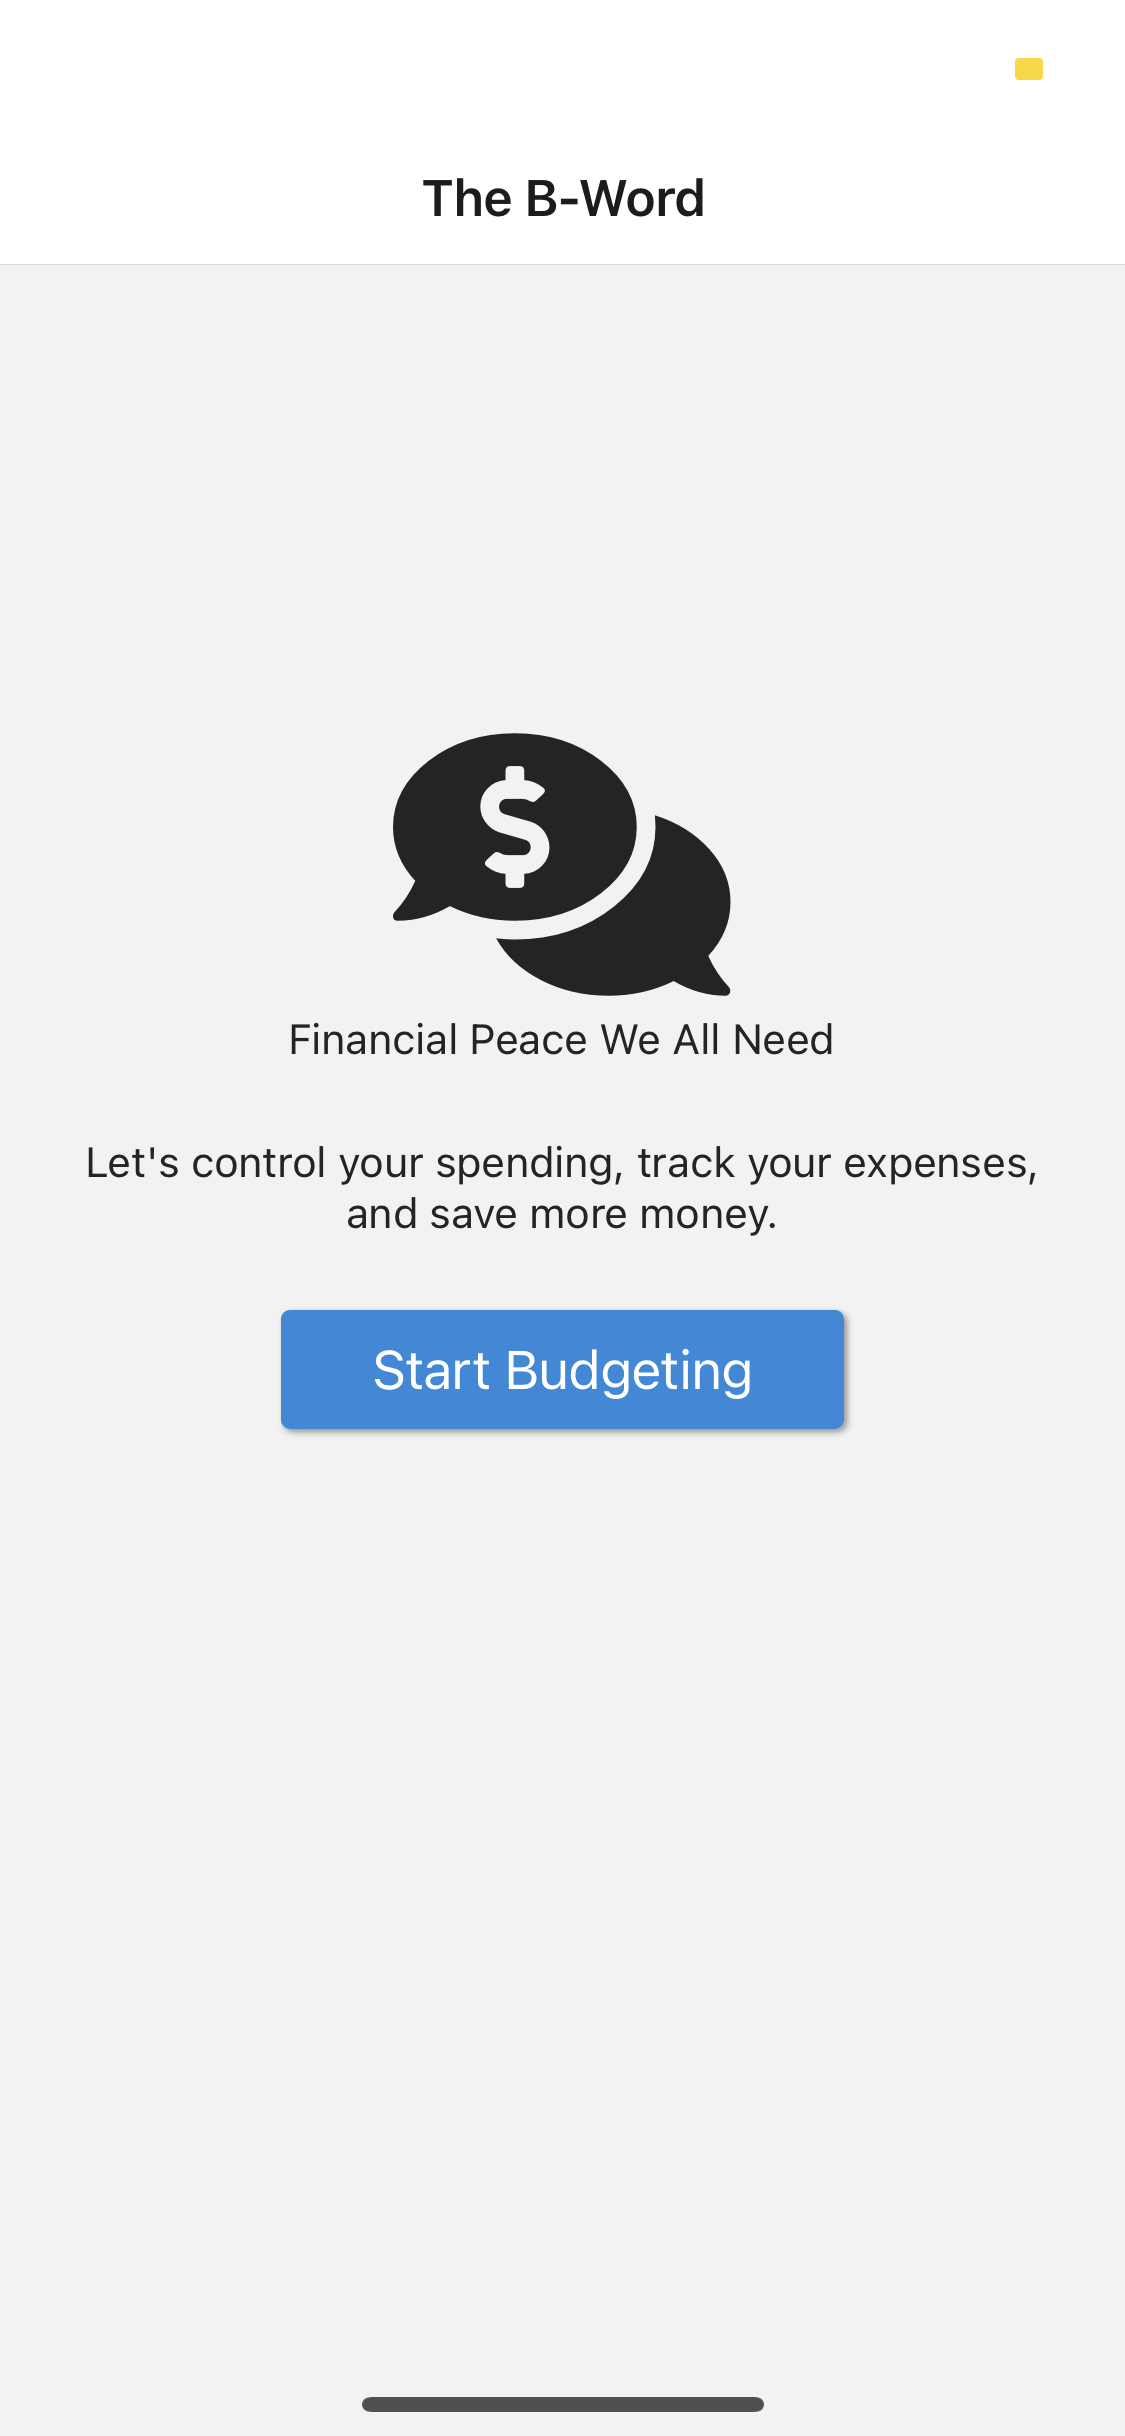 The B-Word
$
Financial Peace We All Need
Let's control your spending, track your expenses,
and save more money.
Start Budgeting